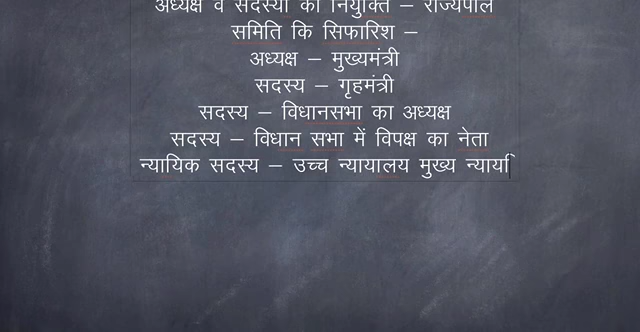 अध्यक्ष व सदस्यों की नियुक्ति – राज्यपाल
समिति कि सिफारिश –
अध्यक्ष – मुख्यमंत्री
सदस्य – गृहमंत्री
सदस्य – विधानसभा का अध्यक्ष
सदस्य – विधान सभा में विपक्ष का नेता
न्यायिक सदस्य – उच्च न्यायालय मुख्य न्यार्या